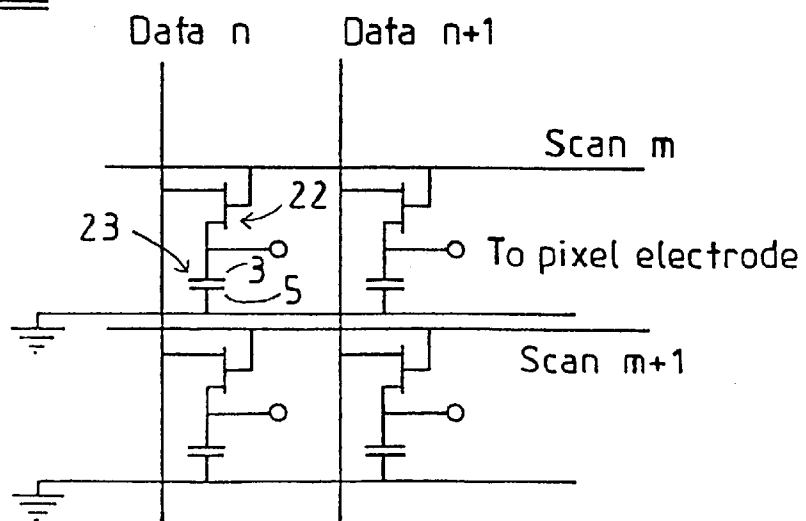 Data n Data n+1
Scan m
22
23
3
To pixel electrode
5
Scan m+1